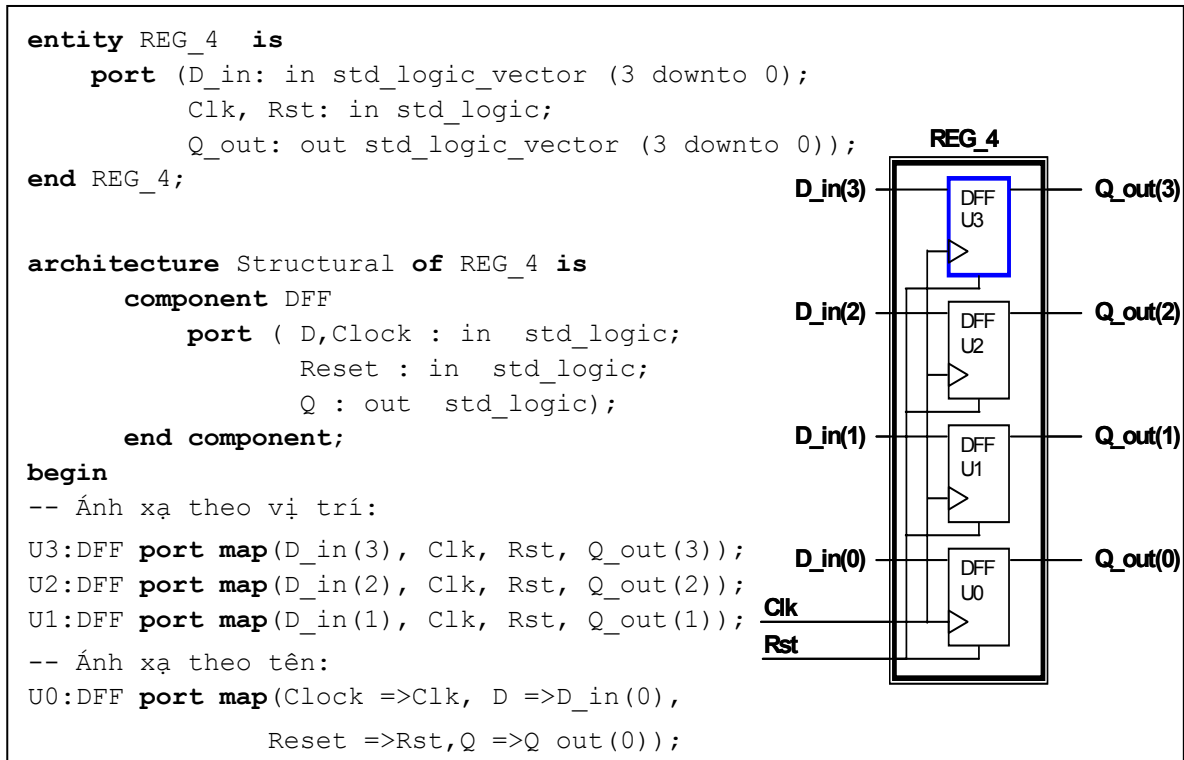 entity REG_4 is
port (D_in: in std_logic_vector (3 downto 0);
Clk, Rst: in std_logic;
Q_out: out std_logic_vector (3 downto 0));
end REG_4;
architecture Structural of REG_4 is
component DFF
port ( D,Clock : in std_logic;
Reset : in std_logic;
Q : out std_logic);
end component;
begin
-- Ánh xạ theo vị trí:
U3:DFF port map(D_in(3), Clk, Rst, Q_out(3));
U2:DFF port map(D_in(2), Clk, Rst, Q_out(2));
U1:DFF port map(D_in(1), Clk, Rst, Q_out(1));
-- Ánh xạ theo tên:
U0:DFF port map(Clock =>Clk, D =>D_in(0),
Reset =>Rst,Q =>Q out(0));
REG_4
D_in(3)
DFF
U3
Q_out(3)
D_in(2)
DFF
U2
Q_out(2)
D_in(1)
DFF
U1
Q_out(1)
D_in(0)
DFF
U0
Q_out(0)
Clk
Rst